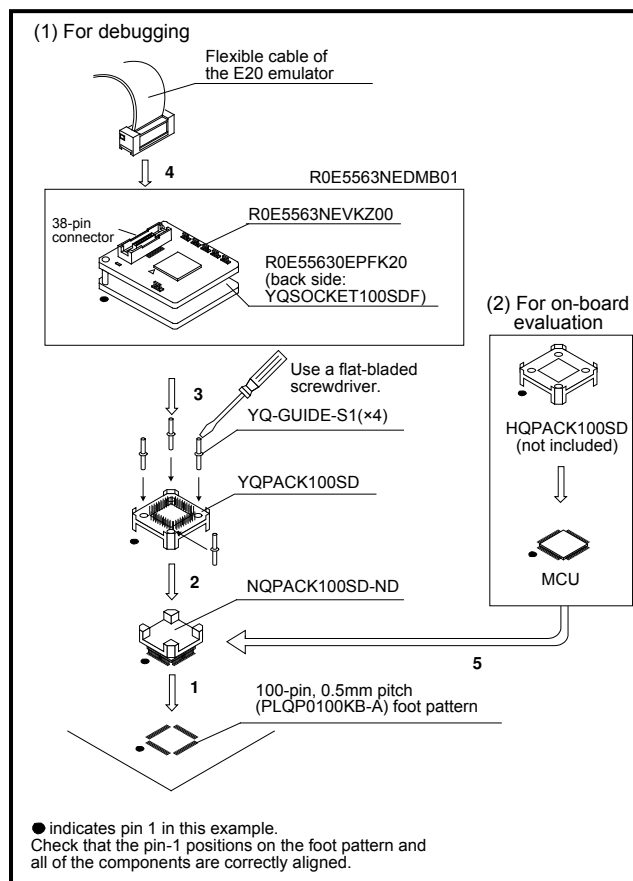 (1) For debugging
Flexible cable of
the E20 emulator
4
R0E5563NEDMB01
38-pin
connector
R0E5563NEVKZ00
R0E55630EPFK20
(back side:
YQSOCKET100SDF)
3
Use a flat-bladed
screwdriver.
YQ-GUIDE-S1(×4)
YQPACK100SD
2
NQPACK100SD-ND
1
100-pin, 0.5mm pitch
(PLQP0100KB-A) foot pattern
(2) For on-board
evaluation
HQPACK100SD
(not included)
MCU
5
● indicates pin 1 in this example.
Check that the pin-1 positions on the foot pattern and
all of the components are correctly aligned.